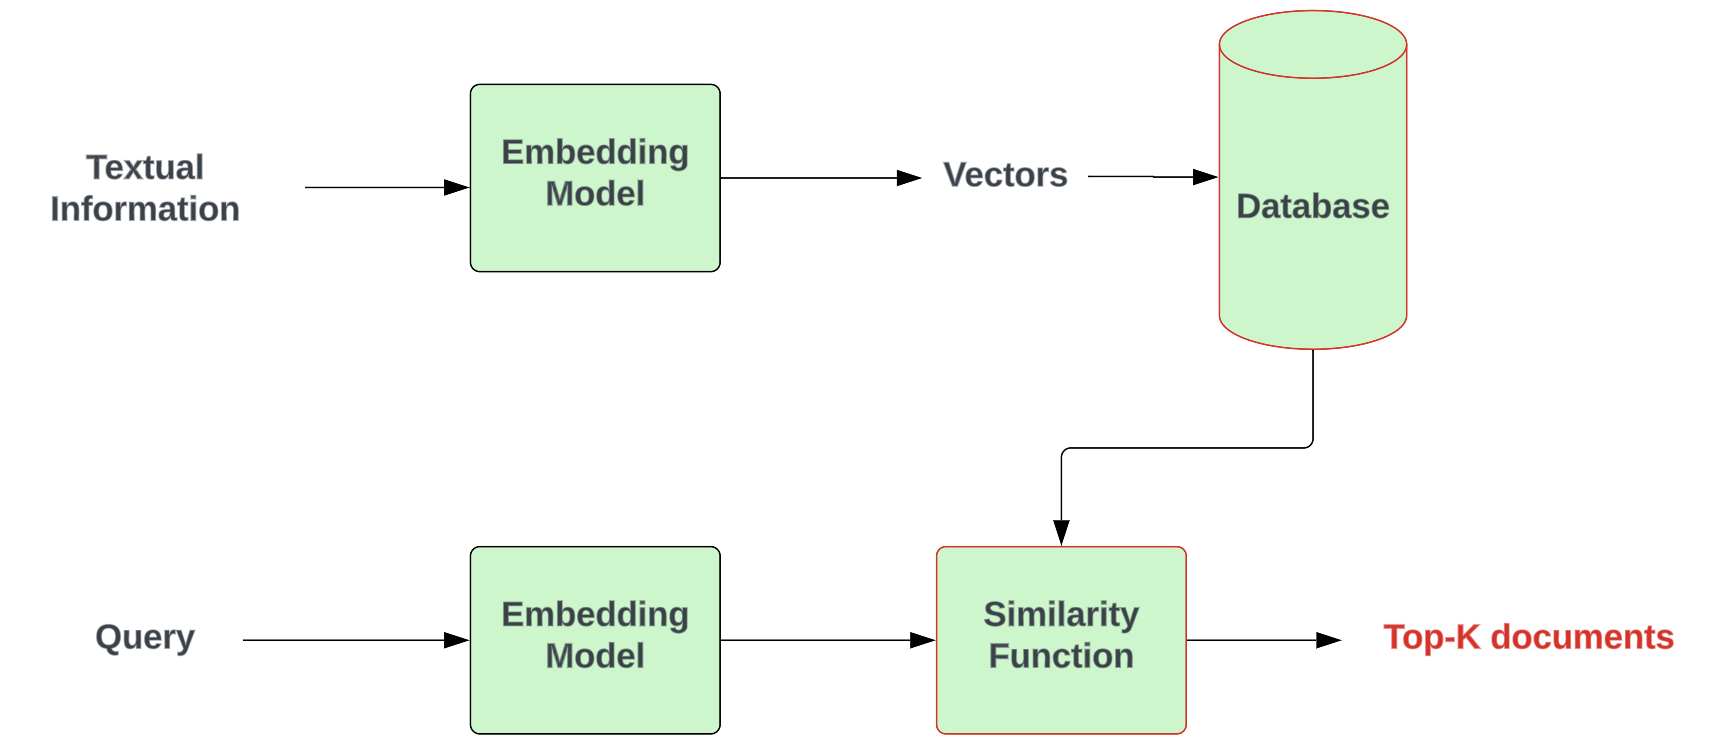 Textual
Information
Embedding
Model
Vectors
Database
Query
Embedding
Model
Similarity
Function
Top-K documents